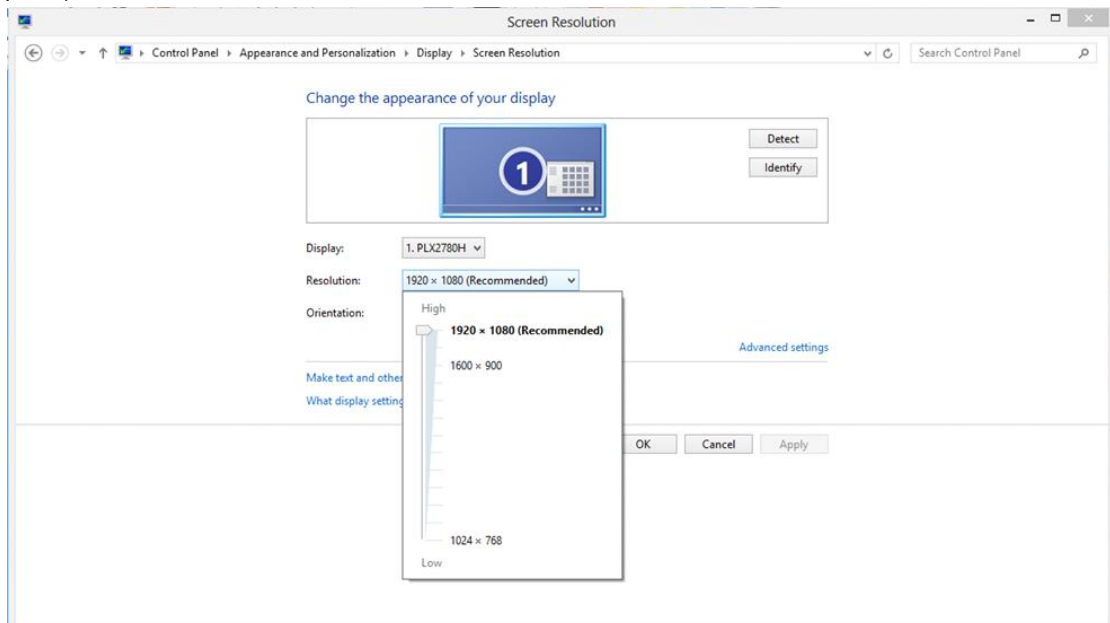 Screen Resolution
Control Panel Appearance and Personalization Display Screen Resolution
Search Control Panel
Change the appearance of your display
1
Detect
Identify
Display: 1. PLX2780H
Resolution: 1920 × 1080 (Recommended)
Orientation:
High
1920 × 1080 (Recommended)
1600 × 900
1024 × 768
Low
Advanced settings
Make text and other
What display setting
OK Cancel Apply